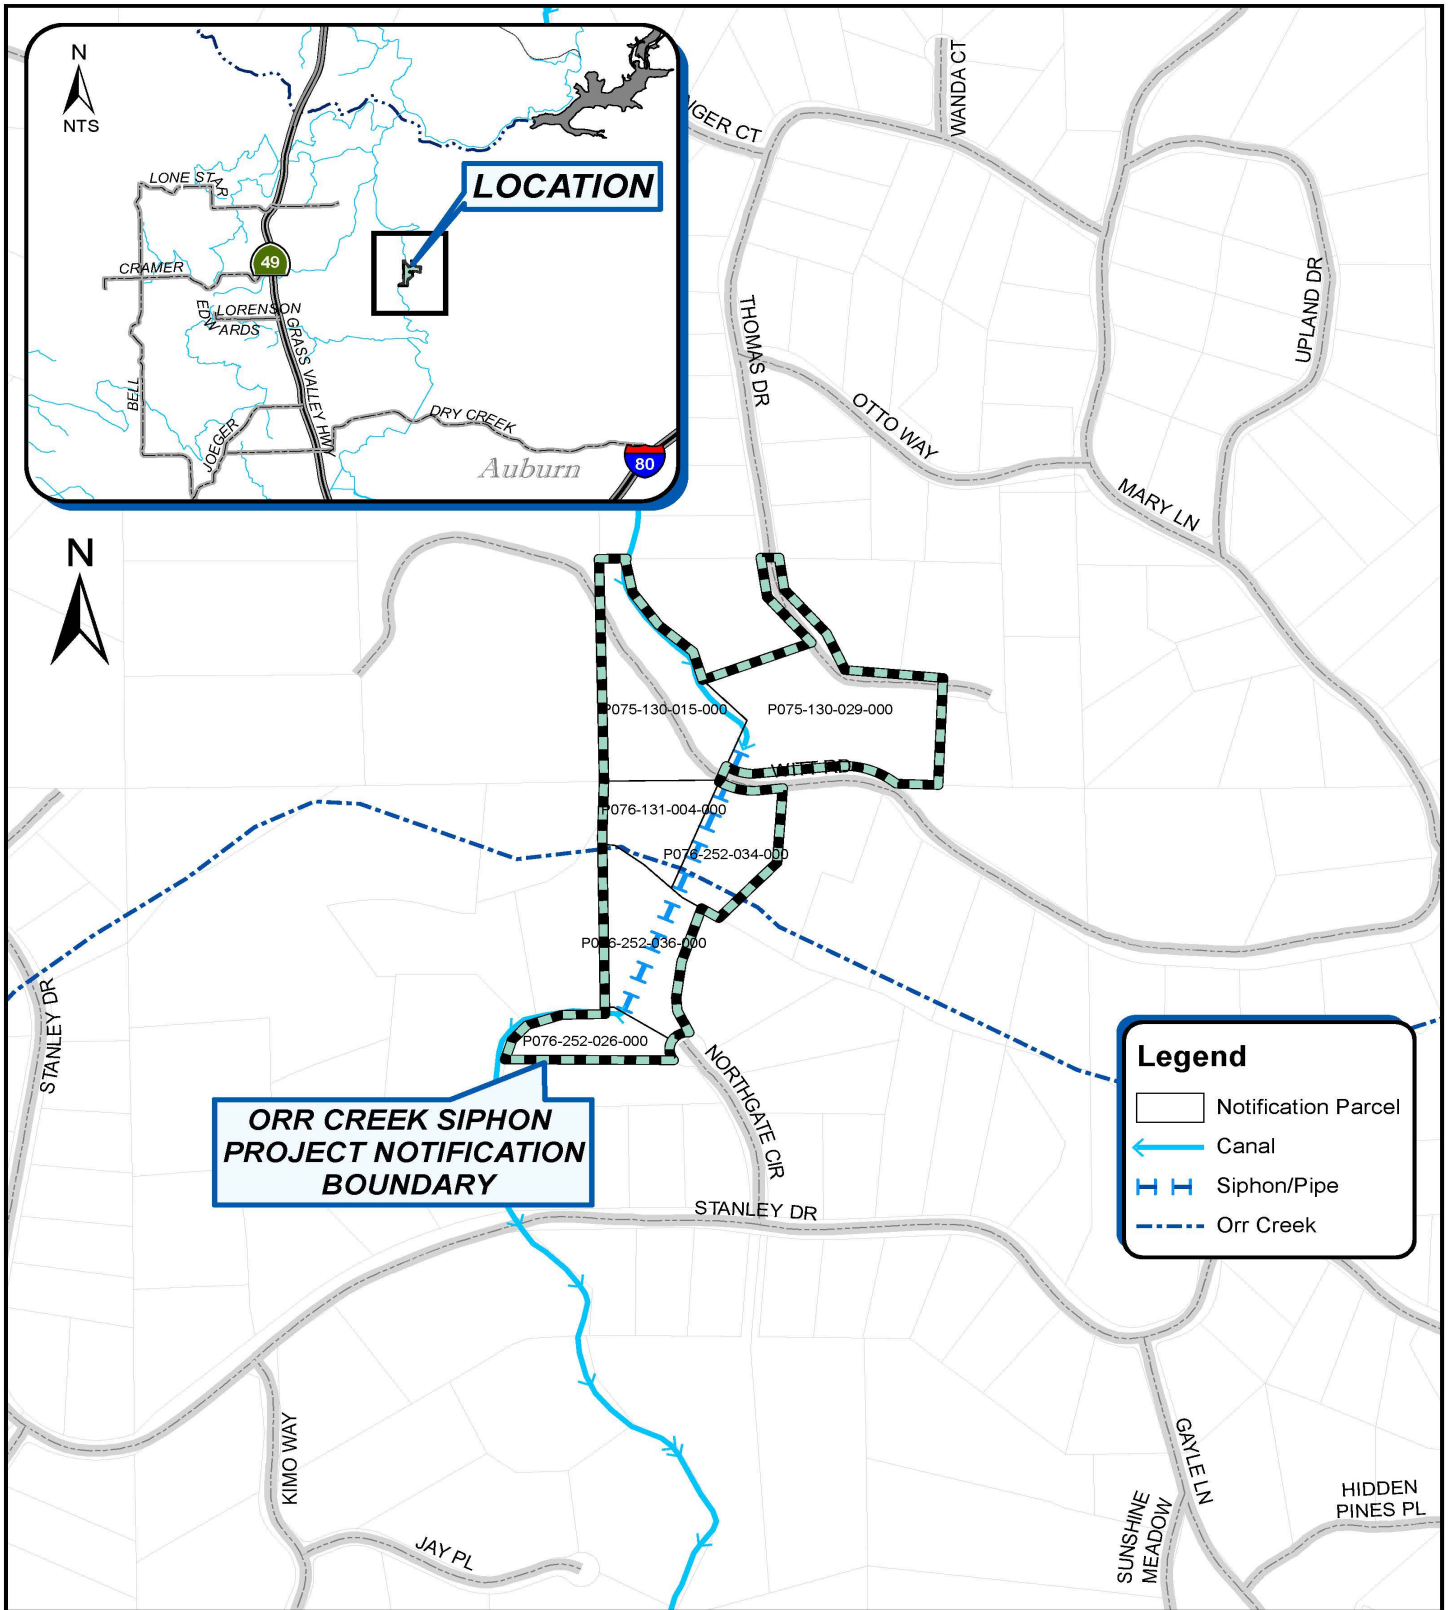 N
NTS
LONE STAR
LOCATION
49
CRAMER
LORENSON
EDWARDS
GRASS VALLEY HWY
BELL
JOEGER
DRY CREEK
Auburn
80
NGER CT
WANDA CT
THOMAS DR
UPLAND DR
OTTO WAY
MARY LN
N
P075-130-015-000
P075-130-029-000
WITT RD
P076-131-004-000
P076-252-034-000
P076-252-036-000
P076-252-026-000
STANLEY DR
NORTHGATE CIR
ORR CREEK SIPHON
PROJECT NOTIFICATION
BOUNDARY
STANLEY DR
Legend
Notification Parcel
Canal
Siphon/Pipe
Orr Creek
KIMO WAY
JAY PL
GAYLE LN
SUNSHINE
MEADOW
HIDDEN
PINES PL